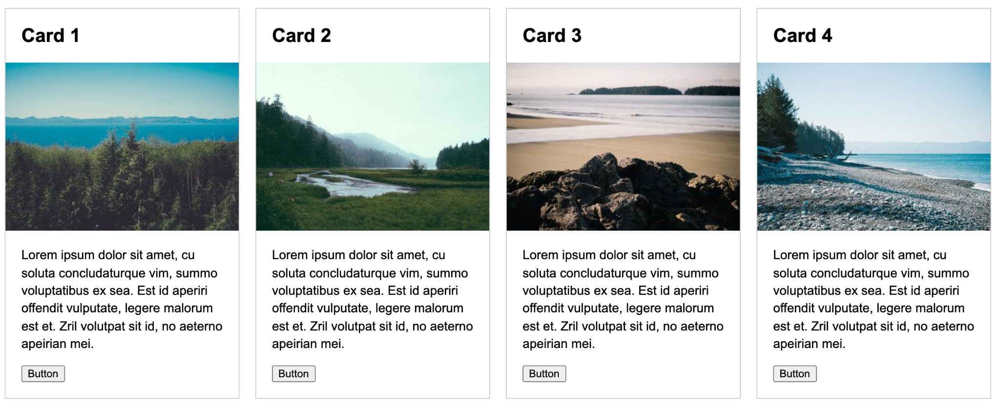 Card 1
Lorem ipsum dolor sit amet, cu
soluta concludaturque vim, summo
voluptatibus ex sea. Est id aperiri
offendit vulputate, legere malorum
est et. Zril volutpat sit id, no aeterno
apeirian mei.
Button
Card 2
Lorem ipsum dolor sit amet, cu
soluta concludaturque vim, summo
voluptatibus ex sea. Est id aperiri
offendit vulputate, legere malorum
est et. Zril volutpat sit id, no aeterno
apeirian mei.
Button
Card 3
Lorem ipsum dolor sit amet, cu
soluta concludaturque vim, summo
voluptatibus ex sea. Est id aperiri
offendit vulputate, legere malorum
est et. Zril volutpat sit id, no aeterno
apeirian mei.
Button
Card 4
Lorem ipsum dolor sit amet, cu
soluta concludaturque vim, summo
voluptatibus ex sea. Est id aperiri
offendit vulputate, legere malorum
est et. Zril volutpat sit id, no aeterno
apeirian mei.
Button